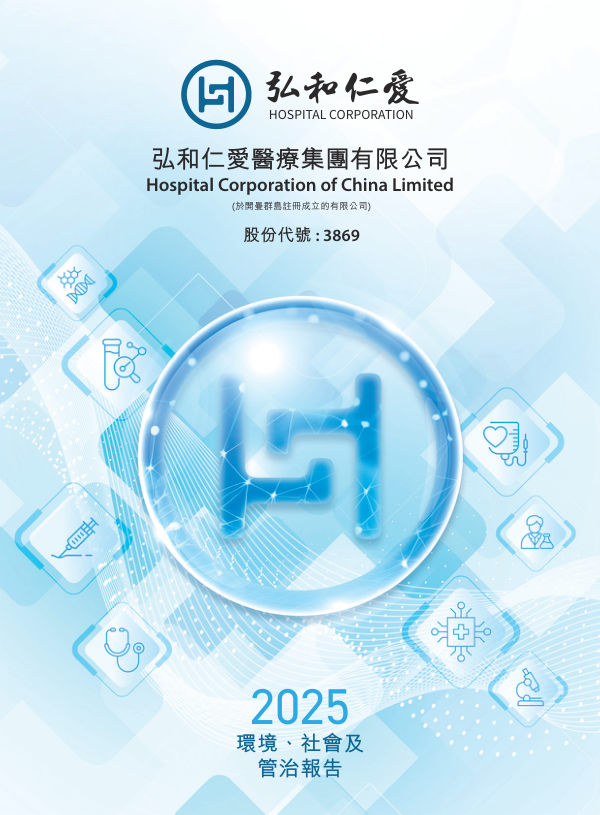 弘和仁愛
HOSPITAL CORPORATION
弘和仁愛醫療集團有限公司
Hospital Corporation of China Limited
(於開曼群島註冊成立的有限公司)
股份代號 : 3869
2025
環境、社會及
管治報告